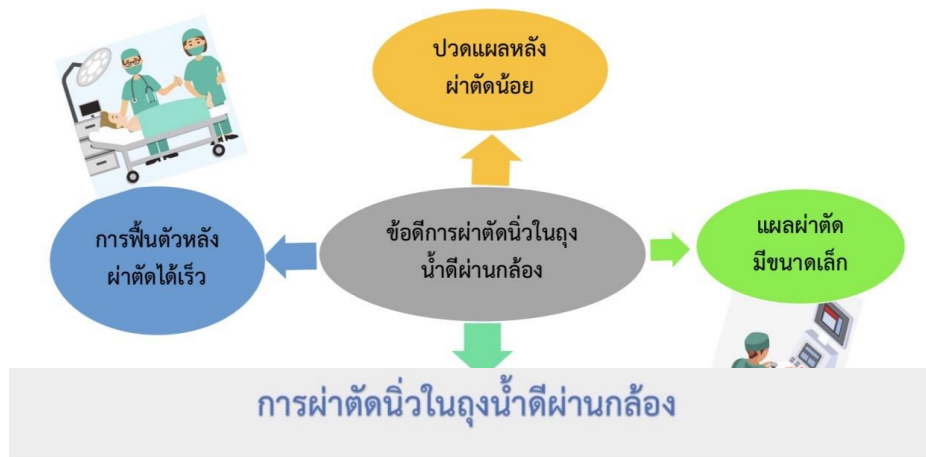 ปวดแผลหลัง
ผ่าตัดน้อย
การฟื้นตัวหลัง
ผ่าตัดได้เร็ว
ข้อดีการผ่าตัดนิ่วในถุง
น้ำดีผ่านกล้อง
แผลผ่าตัด
มีขนาดเล็ก
การผ่าตัดนิ่วในถุงน้ำดีผ่านกล้อง